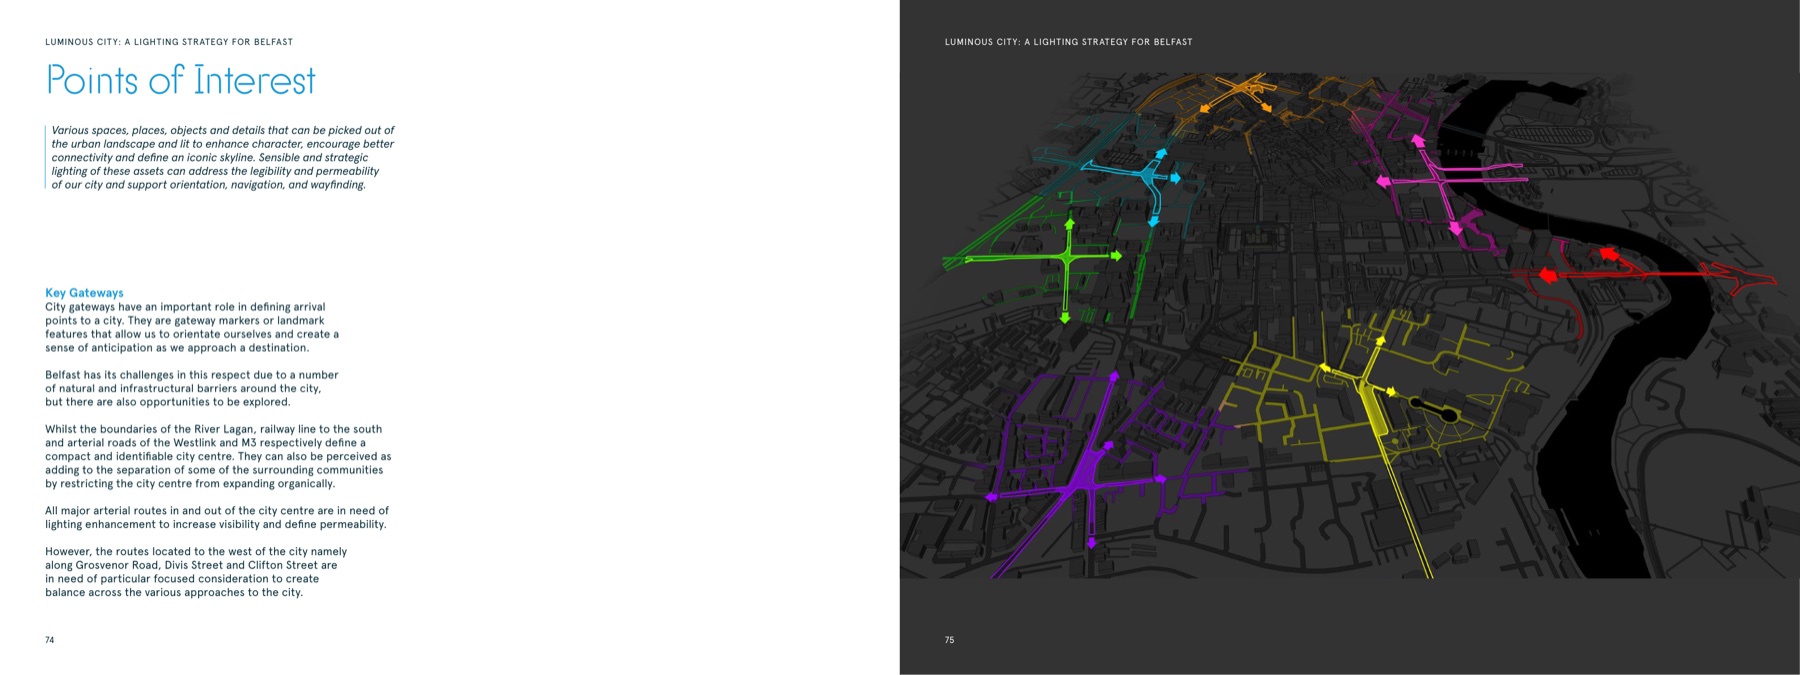 LUMINOUS CITY: A LIGHTING STRATEGY FOR BELFAST
Points of Interest
Various spaces, places, objects and details that can be picked out of
the urban landscape and lit to enhance character, encourage better
connectivity and define an iconic skyline. Sensible and strategic
lighting of these assets can address the legibility and permeability
of our city and support orientation, navigation, and wayfinding.
Key Gateways
City gateways have an important role in defining arrival
points to a city. They are gateway markers or landmark
features that allow us to orientate ourselves and create a
sense of anticipation as we approach a destination.
Belfast has its challenges in this respect due to a number
of natural and infrastructural barriers around the city,
but there are also opportunities to be explored.
Whilst the boundaries of the River Lagan, railway line to the south
and arterial roads of the Westlink and M3 respectively define a
compact and identifiable city centre. They can also be perceived as
adding to the separation of some of the surrounding communities
by restricting the city centre from expanding organically.
All major arterial routes in and out of the city centre are in need of
lighting enhancement to increase visibility and define permeability.
However, the routes located to the west of the city namely
along Grosvenor Road, Divis Street and Clifton Street are
in need of particular focused consideration to create
balance across the various approaches to the city.
74
LUMINOUS CITY: A LIGHTING STRATEGY FOR BELFAST
75